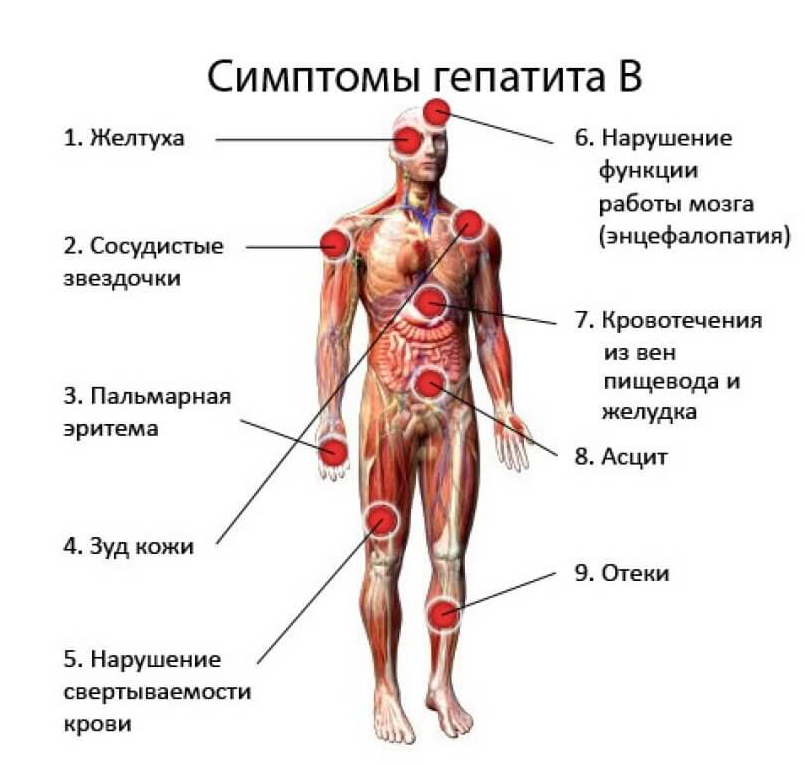 Симптомы гепатита В
1. Желтуха
2. Сосудистые
звездочки
3. Пальмарная
эритема
4. Зуд кожи
5. Нарушение
свертываемости
крови
6. Нарушение
функции
работы мозга
(энцефалопатия)
7. Кровотечения
из вен
пищевода и
желудка
8. Асцит
9. Отеки